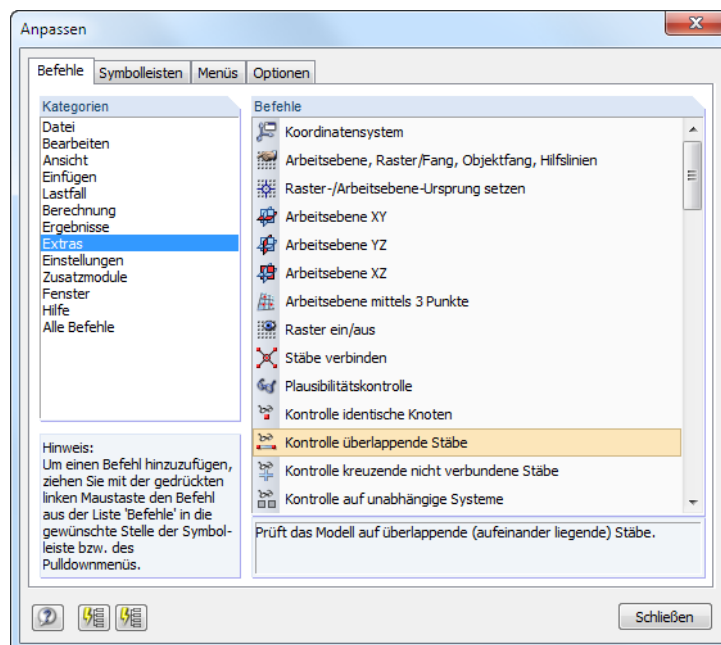 Anpassen
Befehle
Symbolleisten
Menüs
Optionen
Kategorien
Datei
Bearbeiten
Ansicht
Einfügen
Lastfall
Berechnung
Ergebnisse
Extras
Einstellungen
Zusatzmodule
Fenster
Hilfe
Alle Befehle
Hinweis:
Um einen Befehl hinzuzufügen,
ziehen Sie mit der gedrückten
linken Maustaste den Befehl
aus der Liste 'Befehle' in die
gewünschte Stelle der Symbol-
leiste bzw. des
Pulldownmenüs.
Befehle
Koordinatensystem
Arbeitsebene, Raster/Fang, Objektfang, Hilfslinien
Raster-/Arbeitsebene-Ursprung setzen
Arbeitsebene XY
Arbeitsebene YZ
Arbeitsebene XZ
Arbeitsebene mittels 3 Punkte
Raster ein/aus
Stäbe verbinden
Plausibilitätskontrolle
Kontrolle identische Knoten
Kontrolle überlappende Stäbe
Kontrolle kreuzende nicht verbundene Stäbe
Kontrolle auf unabhängige Systeme
Prüft das Modell auf überlappende (aufeinander liegende) Stäbe.
Schließen